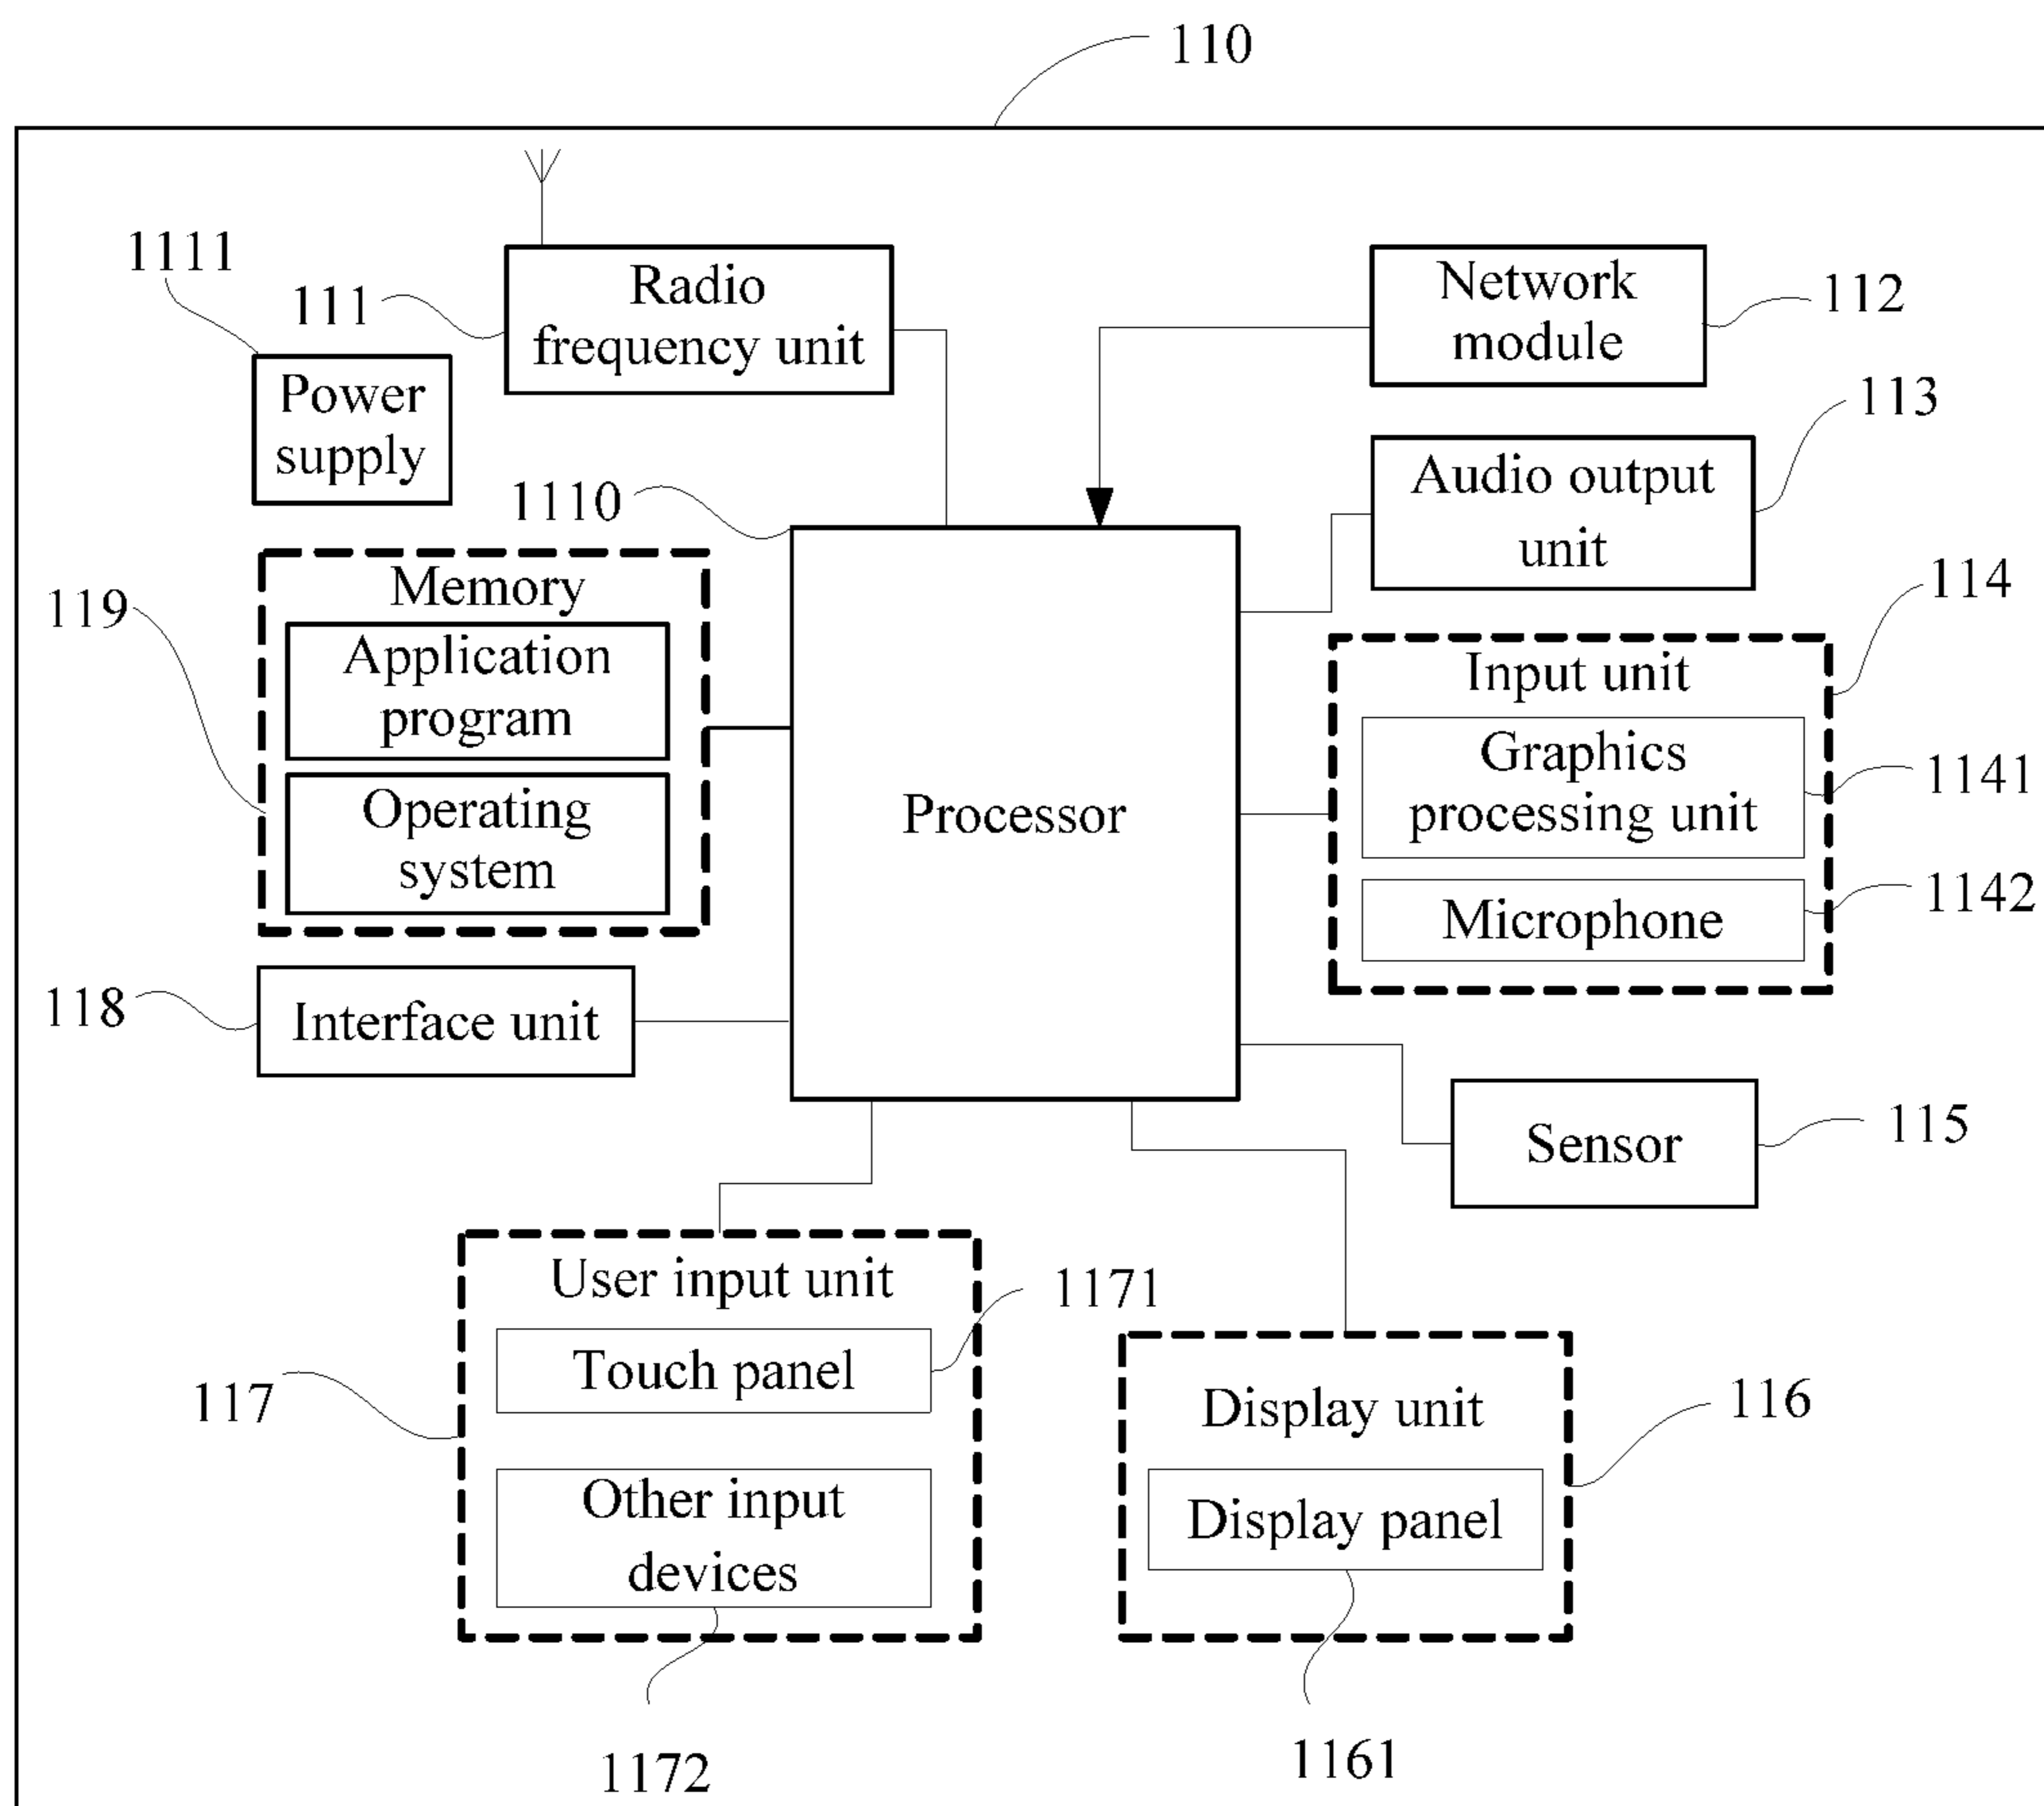 110
1111
111
Radio
frequency unit
Network
module
112
Power
supply
113
Audio output
unit
1110
119
Memory
Application
program
Operating
system
Processor
114
Input unit
Graphics
processing unit
1141
Microphone
1142
118
Interface unit
Sensor
115
User input unit
1171
Touch panel
117
Other input
devices
1172
Display unit
116
Display panel
1161